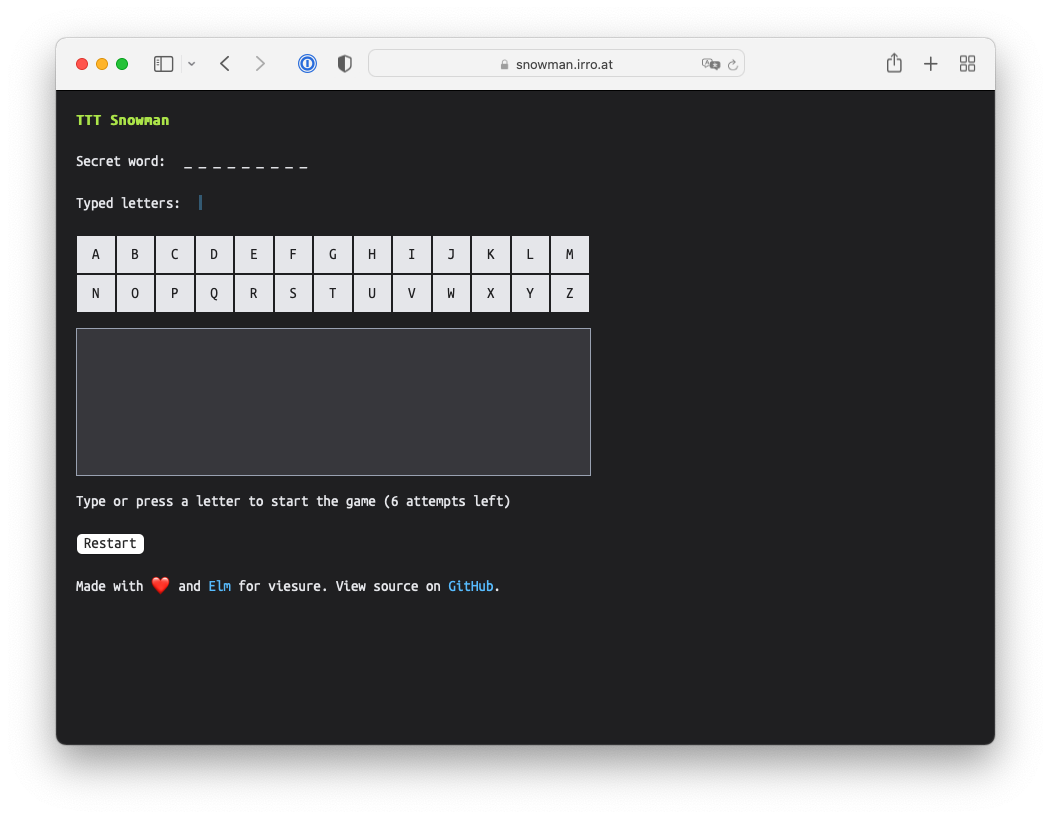 snowman.irro.at
TTT Snowman
Secret word: _ _ _ _ _ _ _ _ _
Typed letters:
A B C D E F G H I J K L M
N O P Q R S T U V W X Y Z
Type or press a letter to start the game (6 attempts left)
Restart
Made with ❤️ and Elm for viesure. View source on GitHub.